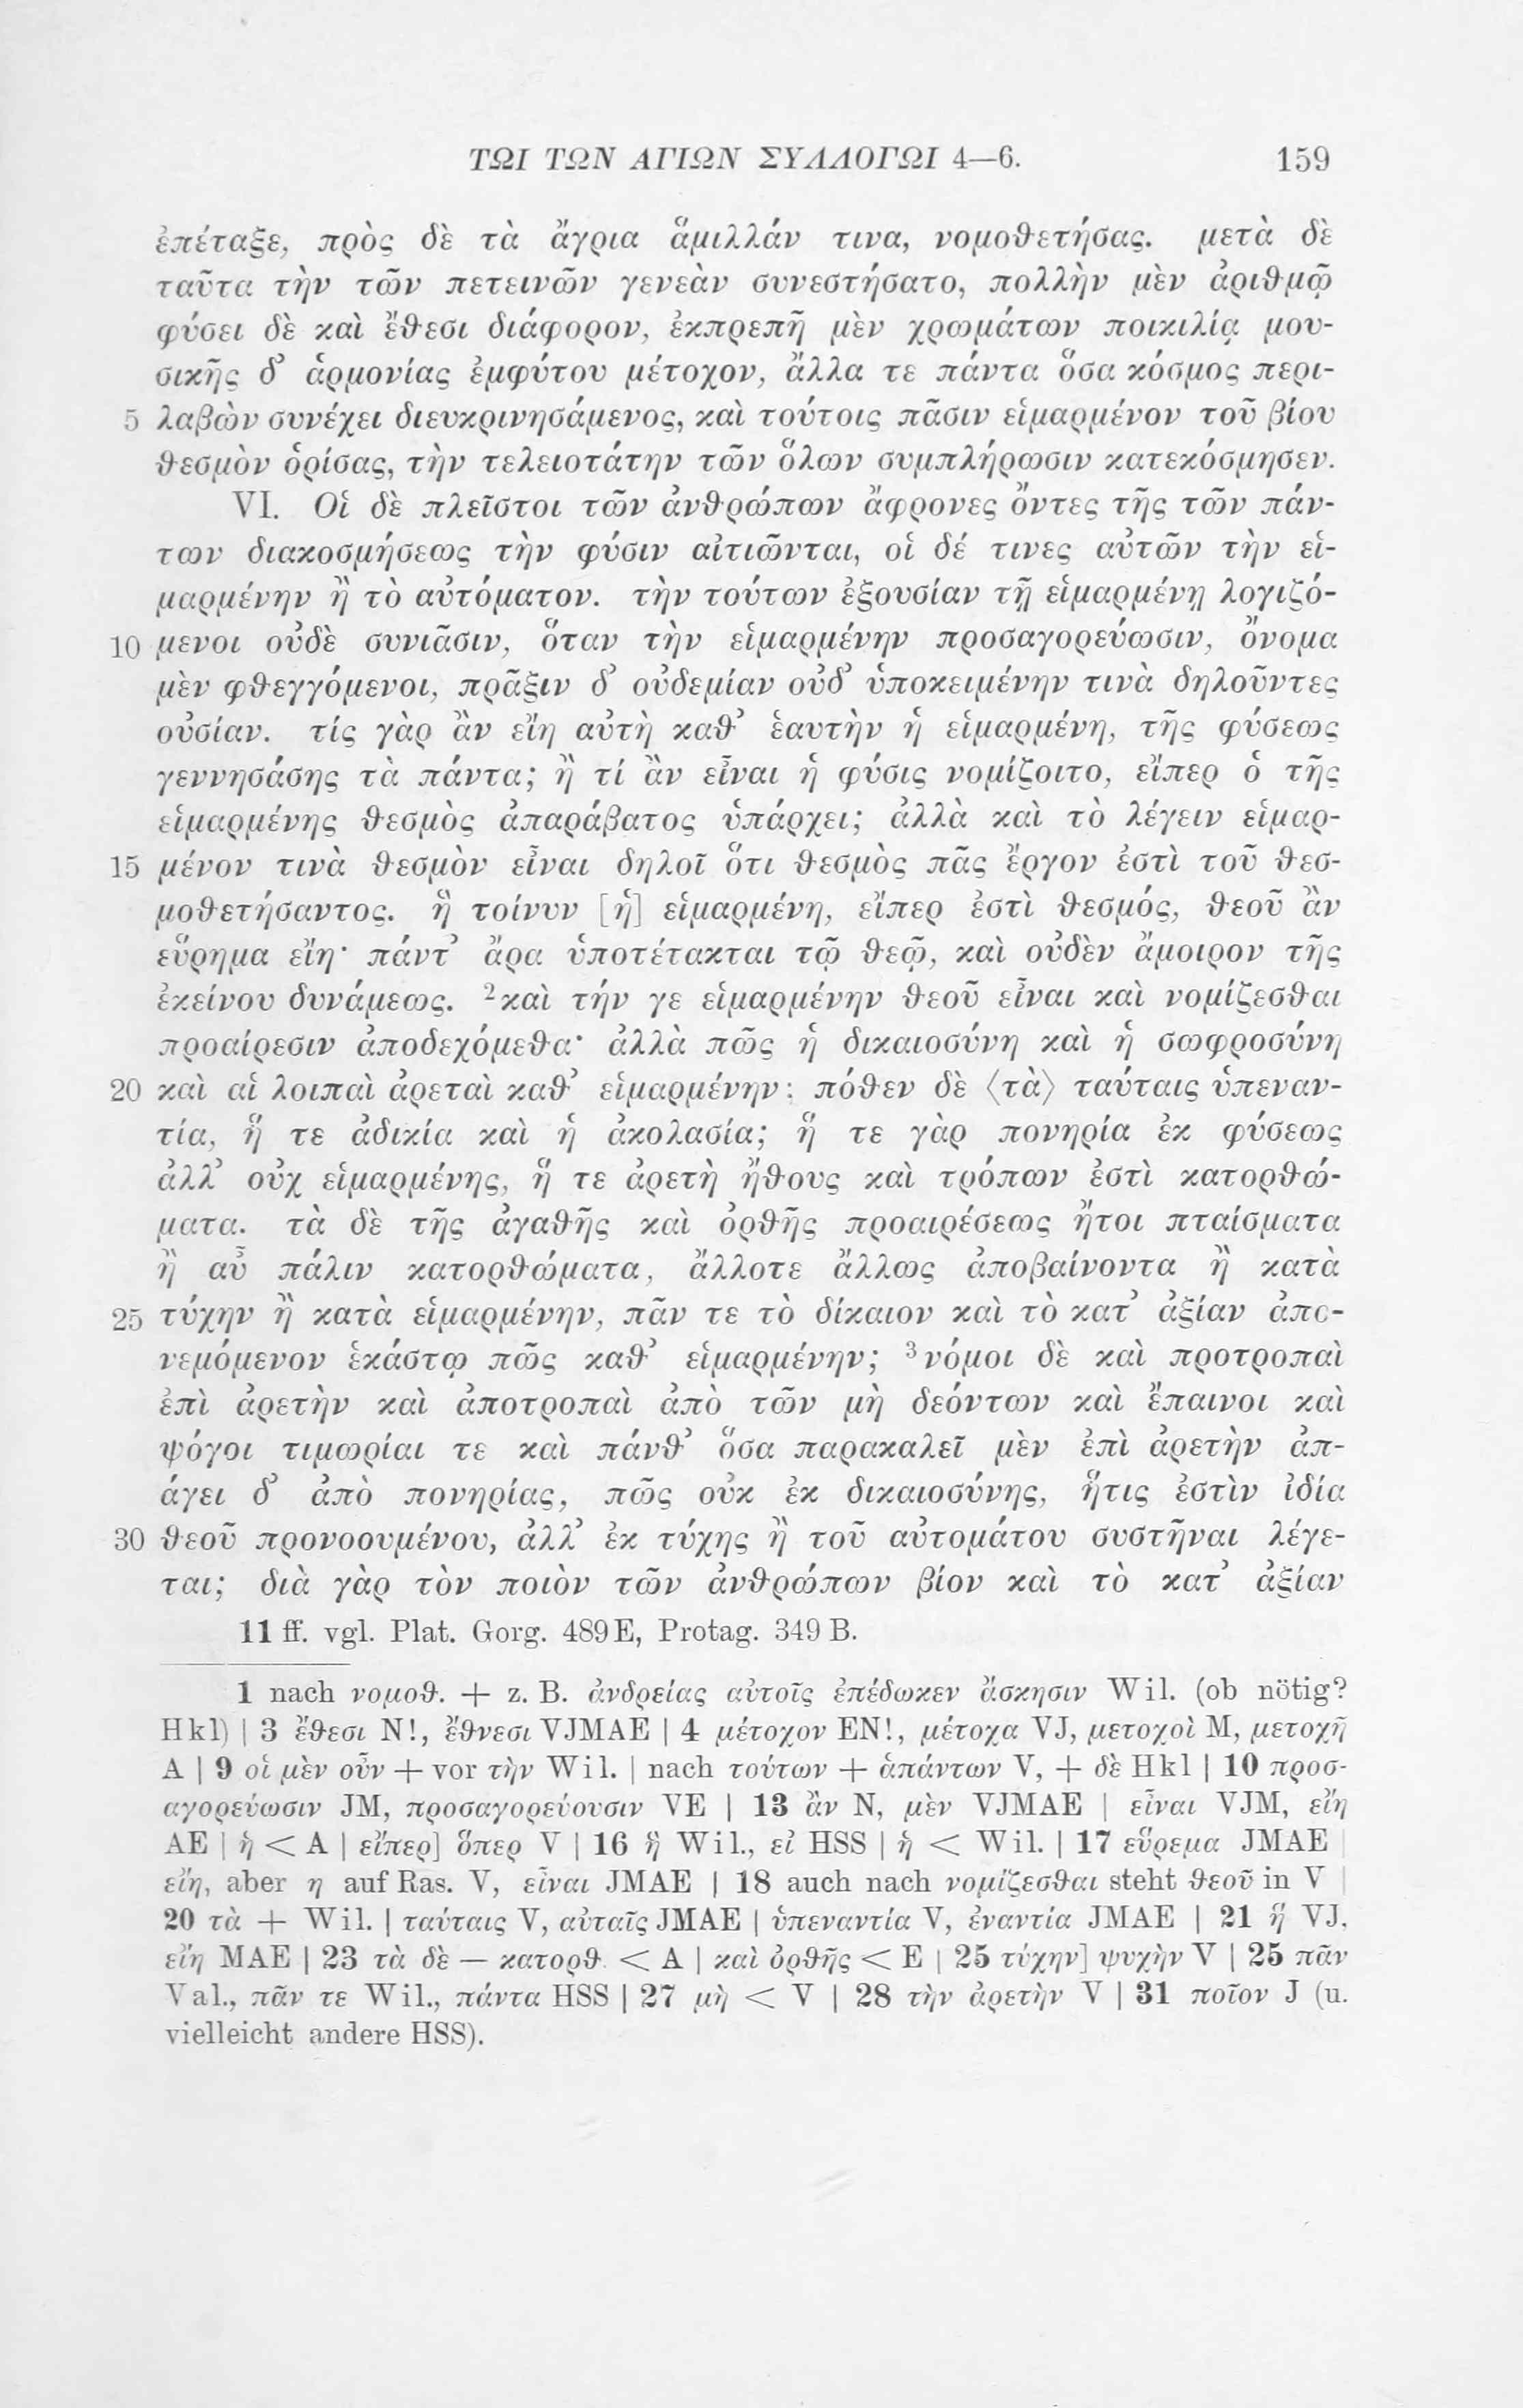 ΤΩΙ ΤΩΝ ΑΓΙΩΝ ΣΥΛΛΟΓΩΙ 4—6. 159
ἐπέταξε, πρὸς δὲ τὰ ἄγρια ἅμιλλάν τινα, νομοθετήσας. μετὰ δὲ
ταῦτα τὴν τῶν πετεινῶν γενεὰν συνεστήσατο, πολλὴν μὲν ἀριθμῷ
φύσει δὲ καὶ ἔθεσι διάφορον, ἐκπρεπῆ μὲν χρωμάτων ποικιλίᾳ μου-
σικῆς δ’ ἁρμονίας ἐμφύτου μέτοχον, ἄλλα τε πάντα ὅσα κόσμος περι-
5 λαβὼν συνέχει διευκρινησάμενος, καὶ τούτοις πᾶσιν εἱμαρμένον τοῦ βίου
θεσμὸν ὁρίσας, τὴν τελειοτάτην τῶν ὅλων συμπλήρωσιν κατεκόσμησεν.
VI. Οἱ δὲ πλεῖστοι τῶν ἀνθρώπων ἄφρονες ὄντες τῆς τῶν πάν-
των διακοσμήσεως τὴν φύσιν αἰτιῶνται, οἱ δέ τινες αὐτῶν τὴν εἱ-
μαρμένην ἢ τὸ αὐτόματον. τὴν τούτων ἐξουσίαν τῇ εἱμαρμένῃ λογιζό-
10 μενοι οὐδὲ συνιᾶσιν, ὅταν τὴν εἱμαρμένην προσαγορεύωσιν, ὄνομα
μὲν φθεγγόμενοι, πρᾶξιν δ’ οὐδεμίαν οὐδ’ ὑποκειμένην τινὰ δηλοῦντες
οὐσίαν. τίς γὰρ ἂν εἴη αὐτὴ καθ’ ἑαυτὴν ἡ εἱμαρμένη, τῆς φύσεως
γεννησάσης τὰ πάντα; ἢ τί ἂν εἶναι ἡ φύσις νομίζοιτο, εἴπερ ὁ τῆς
εἱμαρμένης θεσμὸς ἀπαράβατος ὑπάρχει; ἀλλὰ καὶ τὸ λέγειν εἱμαρ-
15 μένον τινὰ θεσμὸν εἶναι δηλοῖ ὅτι θεσμὸς πᾶς ἔργον ἐστὶ τοῦ θεσ-
μοθετήσαντος. ἣ τοίνυν [ἡ] εἱμαρμένη, εἴπερ ἐστὶ θεσμός, θεοῦ ἂν
εὕρημα εἴη· πάντ’ ἄρα ὑποτέτακται τῷ θεῷ, καὶ οὐδὲν ἄμοιρον τῆς
ἐκείνου δυνάμεως. ²καὶ τήν γε εἱμαρμένην θεοῦ εἶναι καὶ νομίζεσθαι
προαίρεσιν ἀποδεχόμεθα· ἀλλὰ πῶς ἡ δικαιοσύνη καὶ ἡ σωφροσύνη
20 καὶ αἱ λοιπαὶ ἀρεταὶ καθ’ εἱμαρμένην; πόθεν δὲ ⟨τὰ⟩ ταύταις ὑπεναν-
τία, ἥ τε ἀδικία καὶ ἡ ἀκολασία; ἥ τε γὰρ πονηρία ἐκ φύσεως
ἀλλ’ οὐχ εἱμαρμένης, ἥ τε ἀρετὴ ἤθους καὶ τρόπων ἐστὶ κατορθώ-
ματα. τὰ δὲ τῆς ἀγαθῆς καὶ ὀρθῆς προαιρέσεως ἤτοι πταίσματα
ἢ αὖ πάλιν κατορθώματα, ἄλλοτε ἄλλως ἀποβαίνοντα ἢ κατὰ
25 τύχην ἢ κατὰ εἱμαρμένην, πᾶν τε τὸ δίκαιον καὶ τὸ κατ’ ἀξίαν ἀπο-
νεμόμενον ἑκάστῳ πῶς καθ’ εἱμαρμένην; ³νόμοι δὲ καὶ προτροπαὶ
ἐπὶ ἀρετὴν καὶ ἀποτροπαὶ ἀπὸ τῶν μὴ δεόντων καὶ ἔπαινοι καὶ
ψόγοι τιμωρίαι τε καὶ πάνθ’ ὅσα παρακαλεῖ μὲν ἐπὶ ἀρετὴν ἀπ-
άγει δ’ ἀπὸ πονηρίας, πῶς οὐκ ἐκ δικαιοσύνης, ἥτις ἐστὶν ἰδία
30 θεοῦ προνοουμένου, ἀλλ’ ἐκ τύχης ἢ τοῦ αὐτομάτου συστῆναι λέγε-
ται; διὰ γὰρ τὸν ποιὸν τῶν ἀνθρώπων βίον καὶ τὸ κατ’ ἀξίαν
11 ff. vgl. Plat. Gorg. 489 E, Protag. 349 B.
1 nach νομοθ. + z. B. ἀνδρείας αὐτοῖς ἐπέδωκεν ἄσκησιν Wil. (ob nötig?
Hkl) | 3 ἔθεσι N!, ἔθνεσι VJMAE | 4 μέτοχον EN!, μέτοχα VJ, μετοχοὶ M, μετοχῆ
A | 9 οἱ μὲν οὖν + vor τὴν Wil. | nach τούτων + ἁπάντων V, + δὲ Hkl | 10 προσ-
αγορεύωσιν JM, προσαγορεύουσιν VE | 13 ἂν N, μὲν VJMAE | εἶναι VJM, εἴη
AE | ἡ < A | εἴπερ] ὅπερ V | 16 ἣ Wil., εἰ HSS | ἡ < Wil. | 17 εὕρεμα JMAE |
εἴη, aber η auf Ras. V, εἶναι JMAE | 18 auch nach νομίζεσθαι steht θεοῦ in V |
20 τὰ + Wil. | ταύταις V, αὐταῖς JMAE | ὑπεναντία V, ἐναντία JMAE | 21 ἥ VJ,
εἴη MAE | 23 τὰ δὲ — κατορθ. < A | καὶ ὀρθῆς < E | 25 τύχην] ψυχὴν V | 25 πᾶν
Val., πᾶν τε Wil., πάντα HSS | 27 μὴ < V | 28 τὴν ἀρετὴν V | 31 ποῖον J (u.
vielleicht andere HSS).